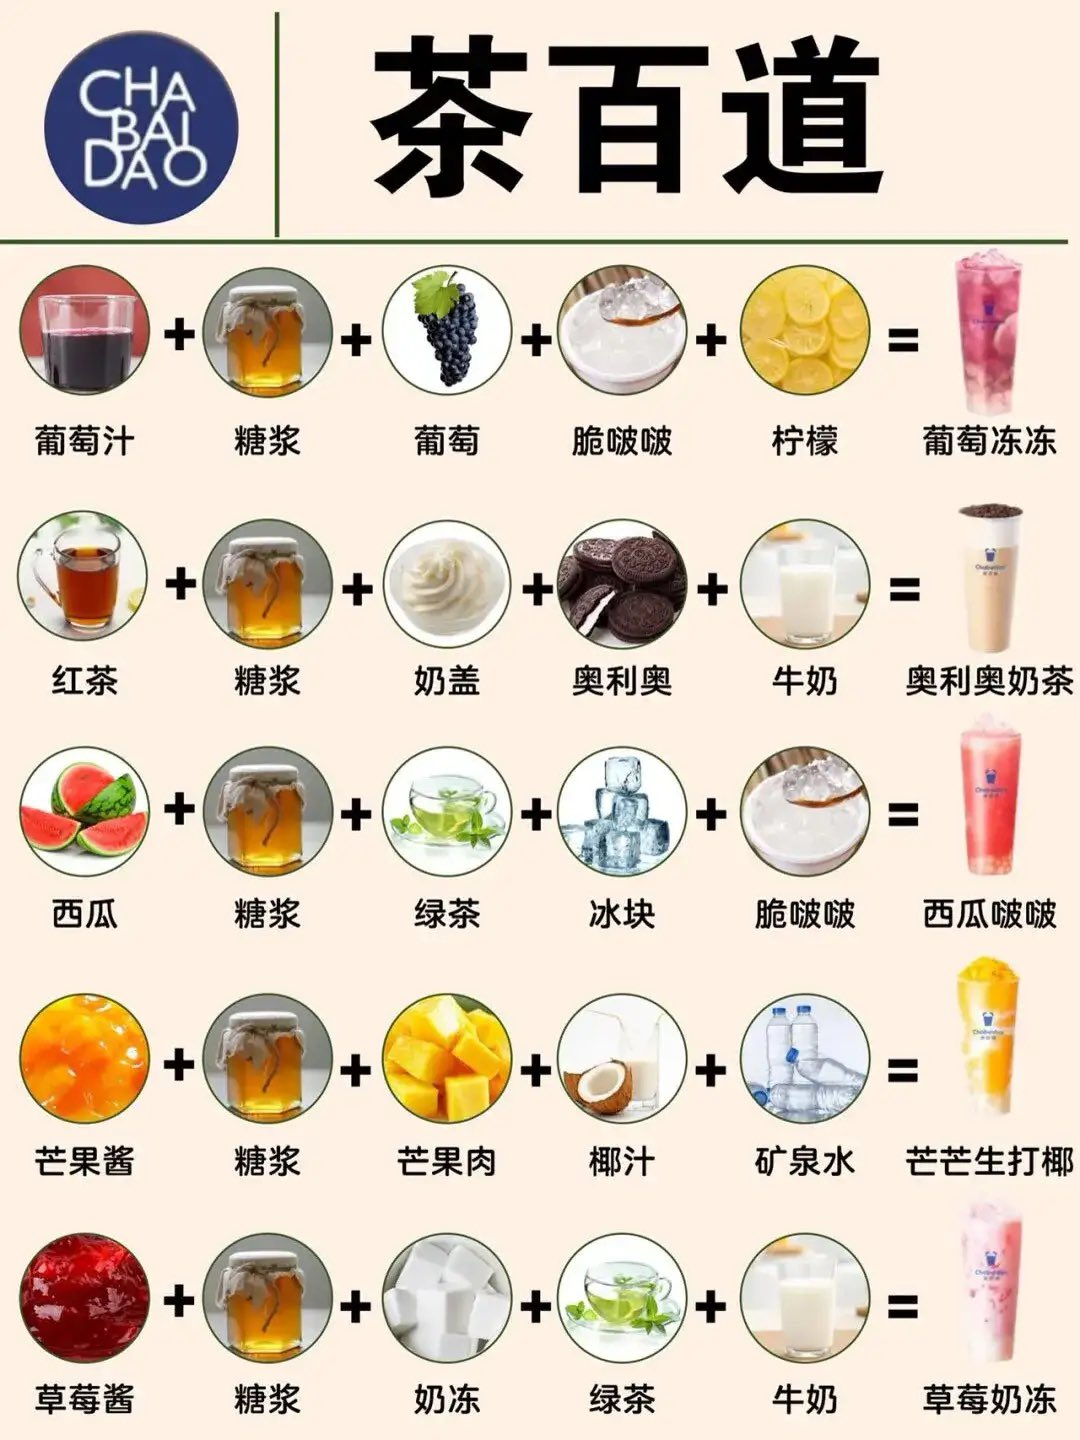 CHA
BAI
DAO
茶百道
葡萄汁 + 糖浆 + 葡萄 + 脆啵啵 + 柠檬 = 葡萄冻冻
红茶 + 糖浆 + 奶盖 + 奥利奥 + 牛奶 = 奥利奥奶茶
西瓜 + 糖浆 + 绿茶 + 冰块 + 脆啵啵 = 西瓜啵啵
芒果酱 + 糖浆 + 芒果肉 + 椰汁 + 矿泉水 = 芒芒生打椰
草莓酱 + 糖浆 + 奶冻 + 绿茶 + 牛奶 = 草莓奶冻